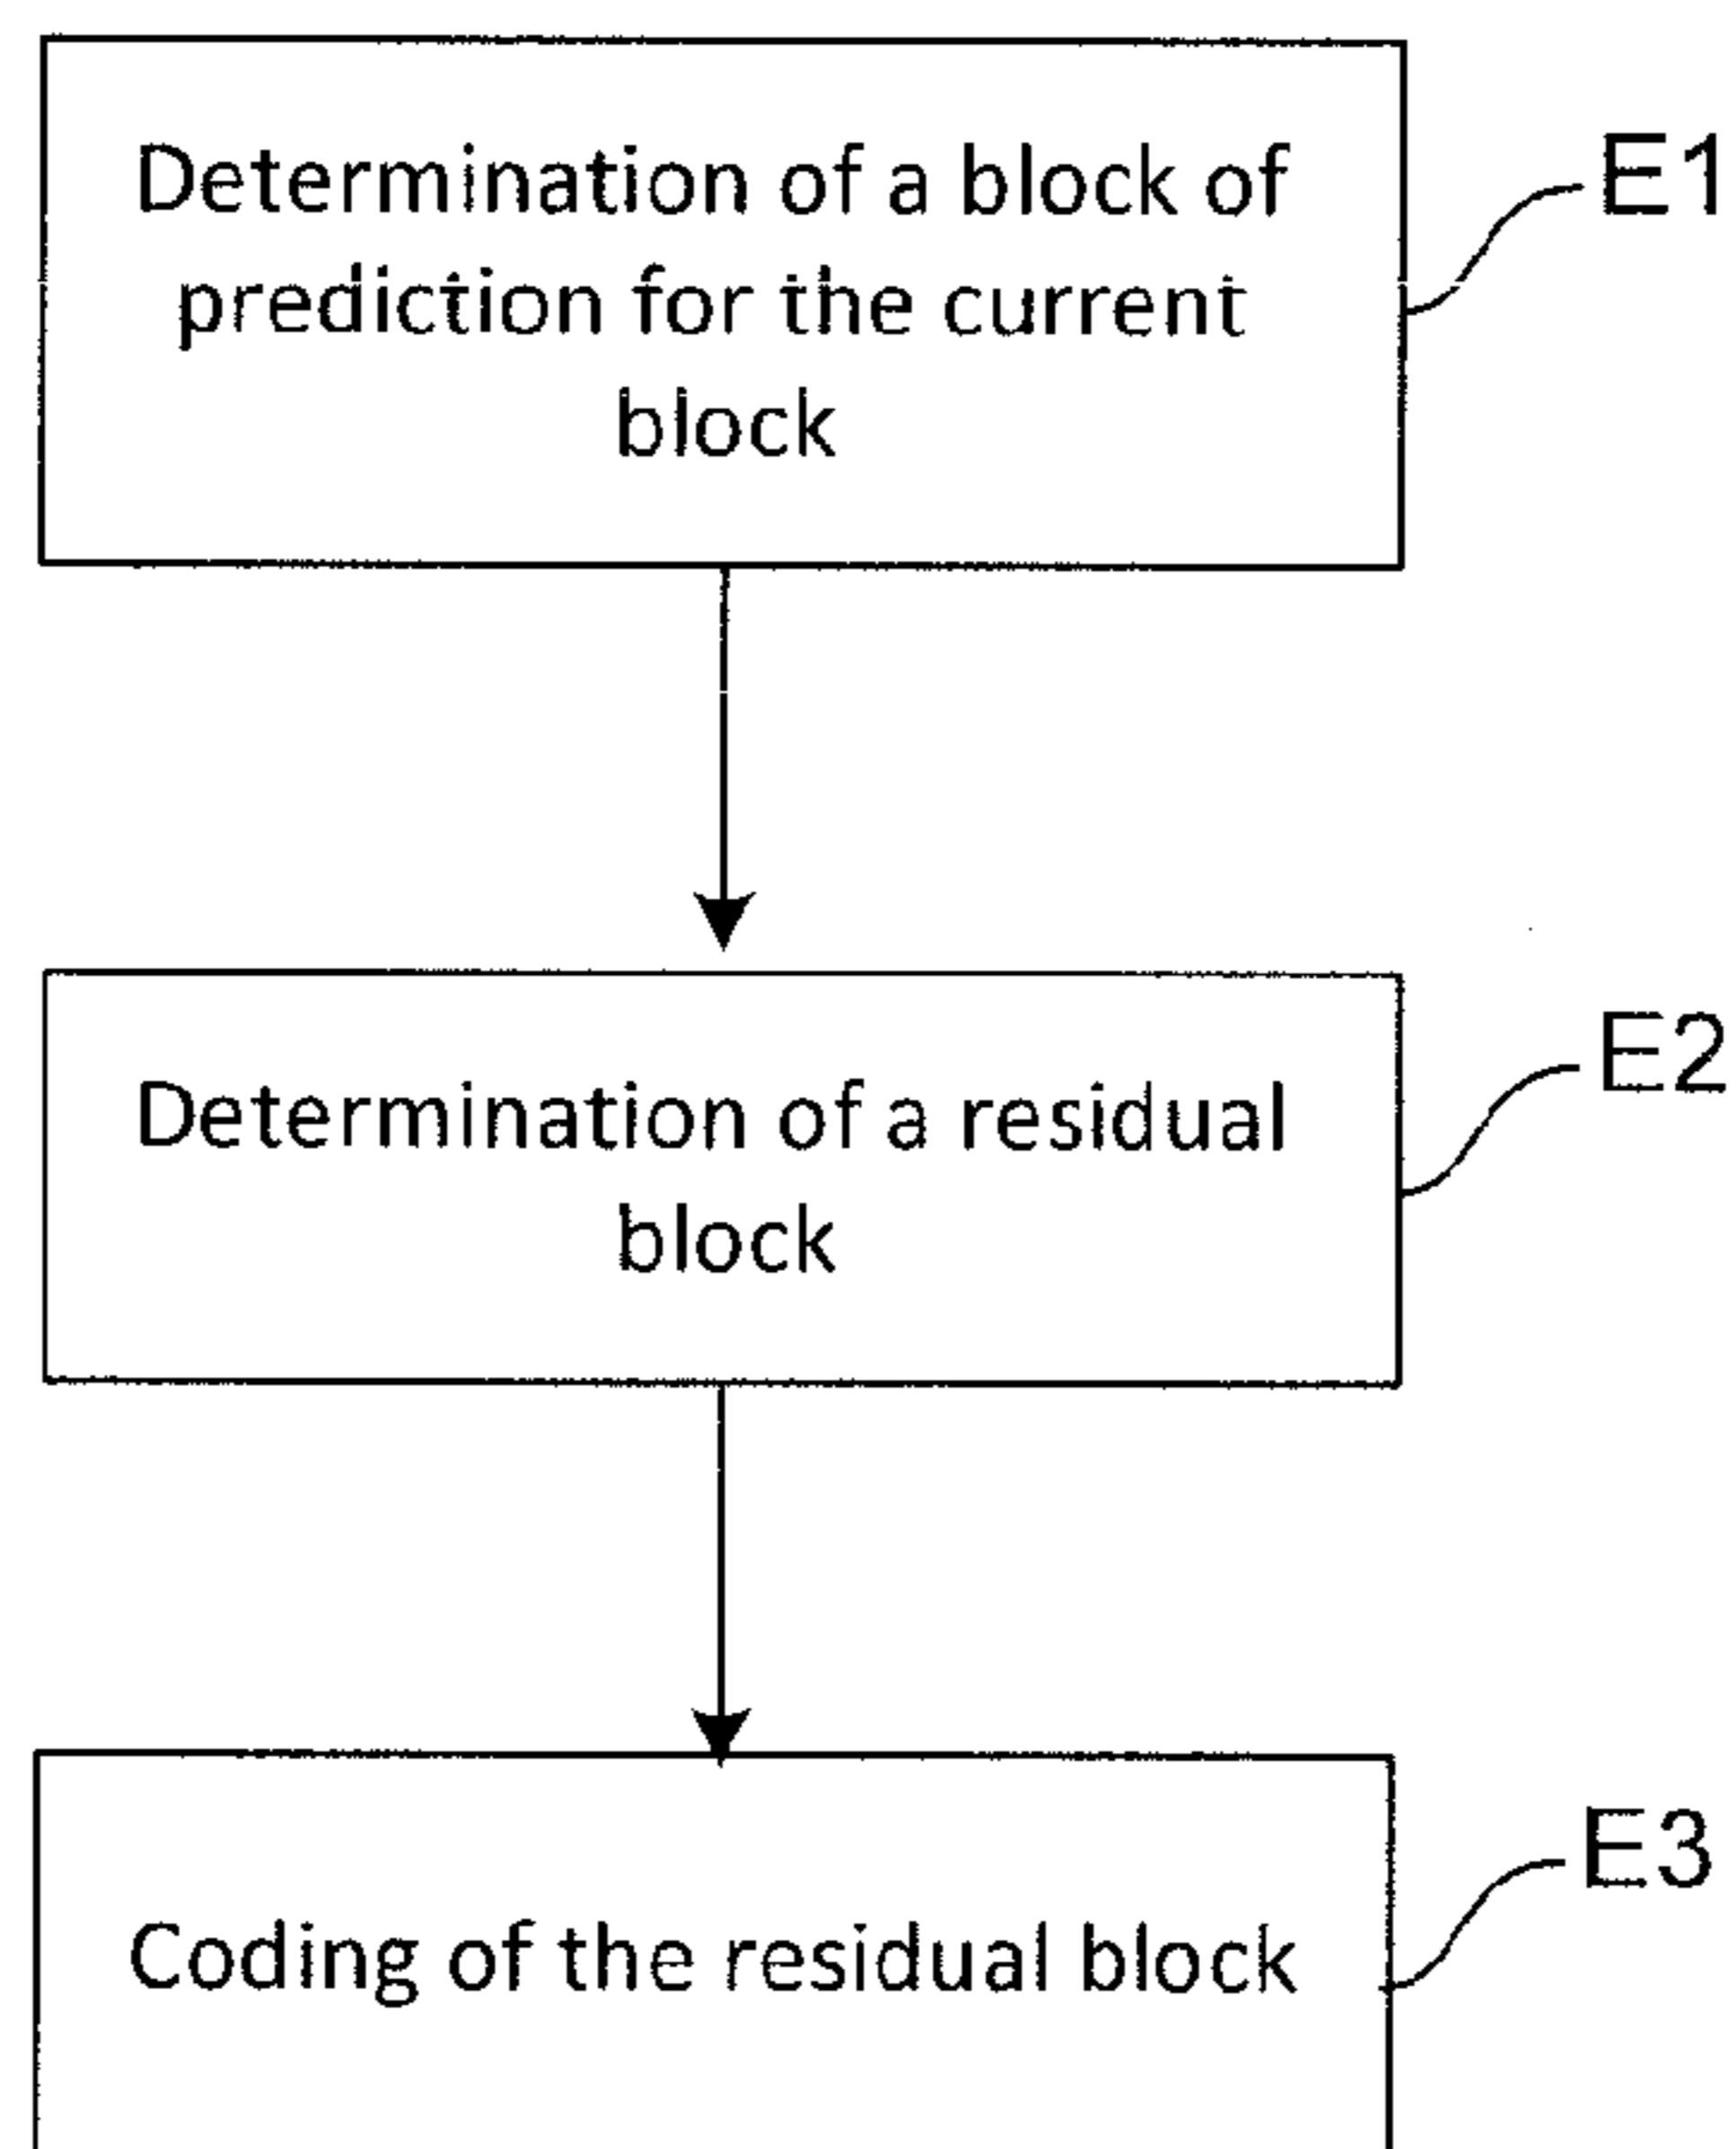 Determination of a block of
prediction for the current
block
E1
Determination of a residual
block
E2
Coding of the residual block
E3